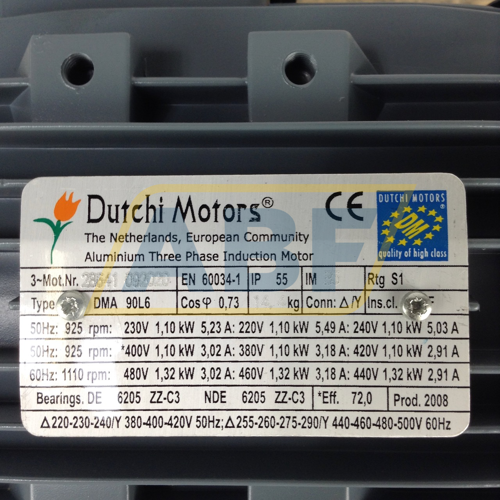 Dutchi Motors®
The Netherlands, European Community
Aluminium Three Phase Induction Motor
CE
DUTCHI MOTORS
DM
quality of high class
3~Mot.Nr. EN 60034-1 IP 55 IM Rtg S1
Type DMA 90L6 Cosφ 0,73 kg Conn: △/Y Ins.cl. F
50Hz: 925 rpm: 230V 1,10 kW 5,23 A: 220V 1,10 kW 5,49 A: 240V 1,10 kW 5,03 A
50Hz: 925 rpm: *400V 1,10 kW 3,02 A: 380V 1,10 kW 3,18 A: 420V 1,10 kW 2,91 A
60Hz: 1110 rpm: 480V 1,32 kW 3,02 A: 460V 1,32 kW 3,18 A: 440V 1,32 kW 2,91 A
Bearings. DE 6205 ZZ-C3 NDE 6205 ZZ-C3 *Eff. 72,0 Prod. 2008
△220-230-240/Y 380-400-420V 50Hz;△255-260-275-290/Y 440-460-480-500V 60Hz
ABF